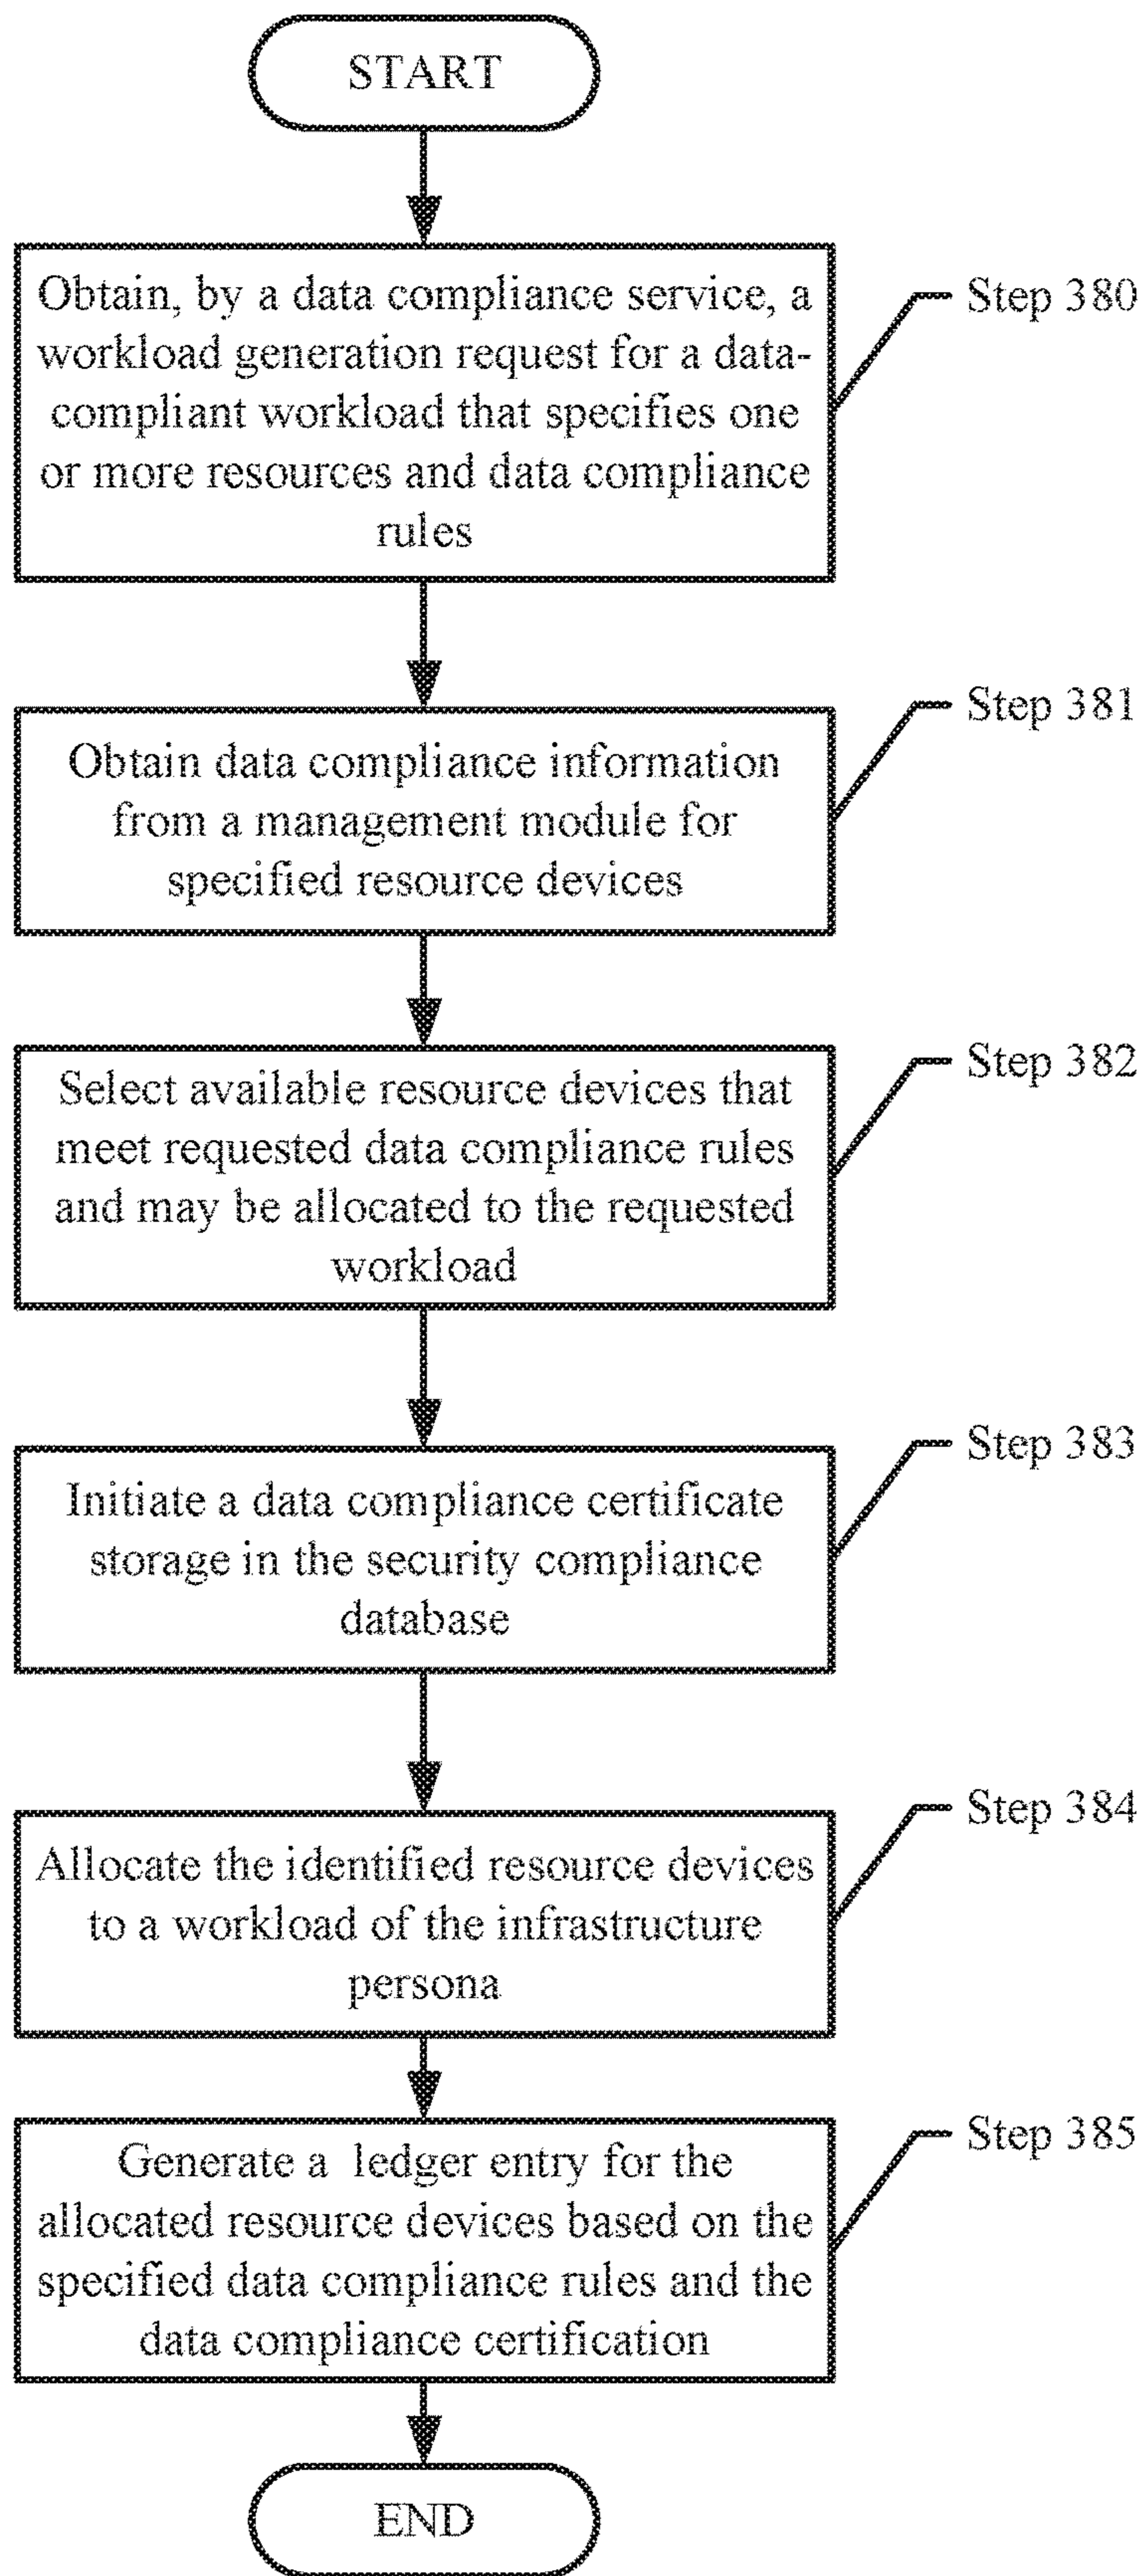 START
Obtain, by a data compliance service, a
workload generation request for a data-
compliant workload that specifies one
or more resources and data compliance
rules
Step 380
Obtain data compliance information
from a management module for
specified resource devices
Step 381
Select available resource devices that
meet requested data compliance rules
and may be allocated to the requested
workload
Step 382
Initiate a data compliance certificate
storage in the security compliance
database
Step 383
Allocate the identified resource devices
to a workload of the infrastructure
persona
Step 384
Generate a ledger entry for the
allocated resource devices based on the
specified data compliance rules and the
data compliance certification
Step 385
END